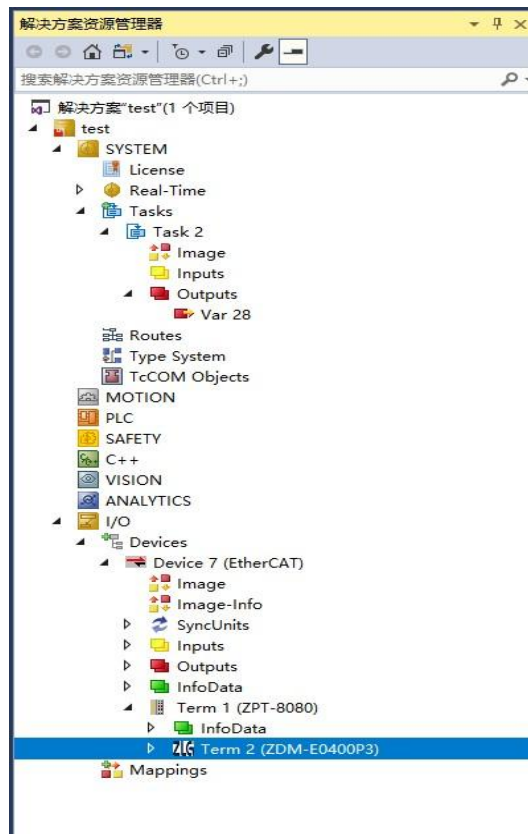 解决方案资源管理器
搜索解决方案资源管理器(Ctrl+;)
解决方案"test"(1 个项目)
test
SYSTEM
License
Real-Time
Tasks
Task 2
Image
Inputs
Outputs
Var 28
Routes
Type System
TcCOM Objects
MOTION
PLC
SAFETY
C++
VISION
ANALYTICS
I/O
Devices
Device 7 (EtherCAT)
Image
Image-Info
SyncUnits
Inputs
Outputs
InfoData
Term 1 (ZPT-8080)
InfoData
ZLG Term 2 (ZDM-E0400P3)
Mappings